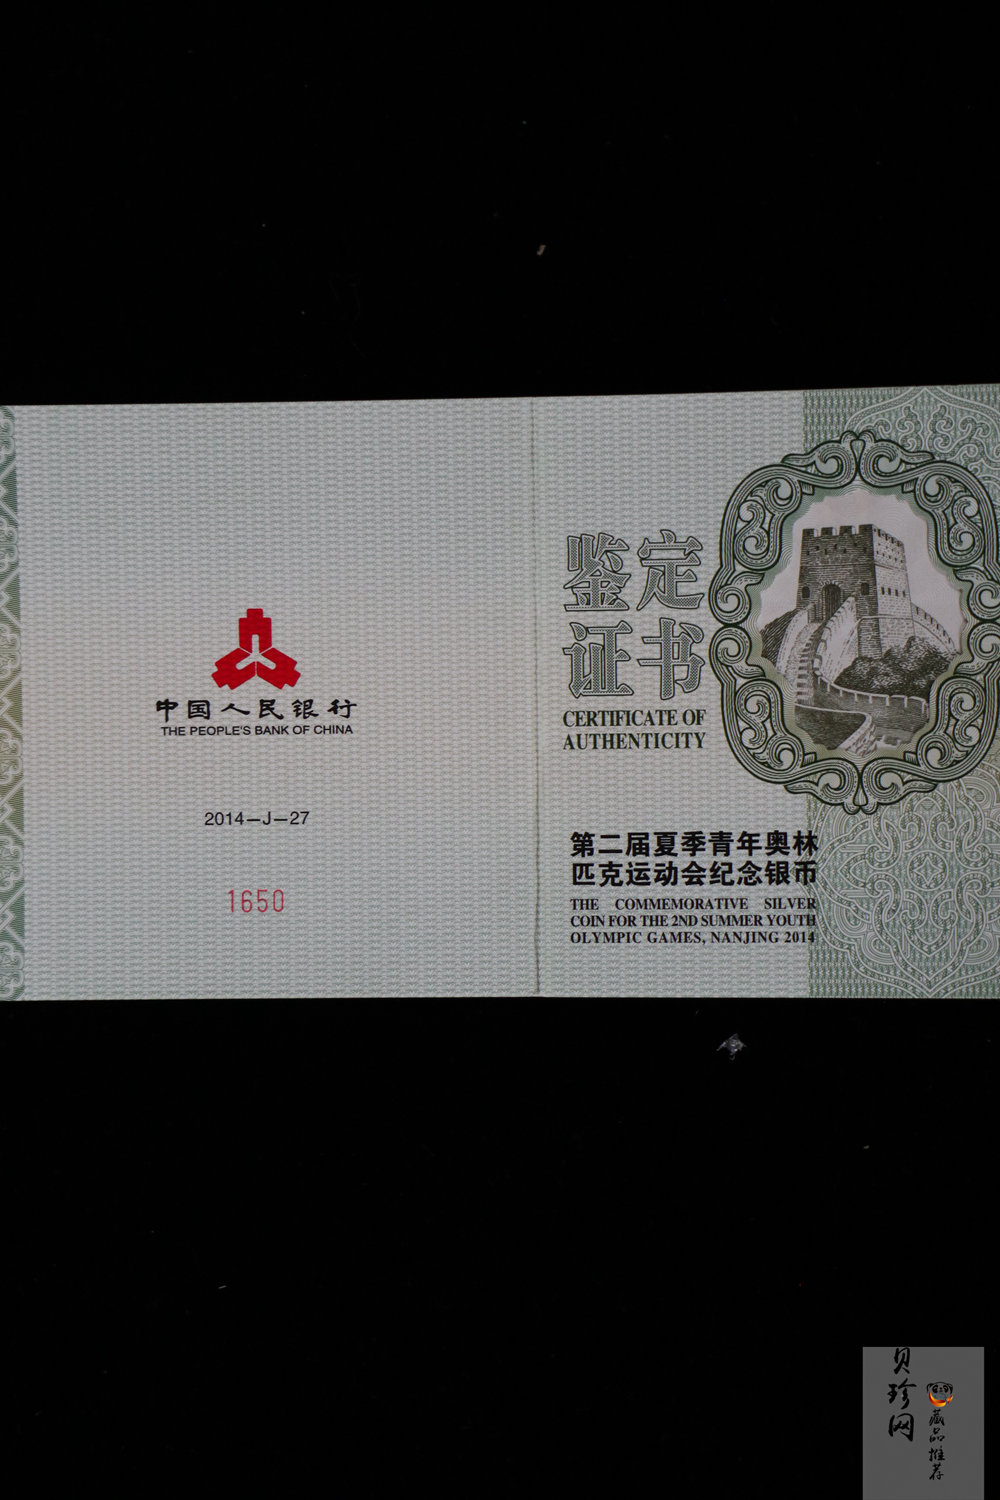 中国人民银行
THE PEOPLE'S BANK OF CHINA
2014—J—27
1650
鉴定
证书
CERTIFICATE OF
AUTHENTICITY
第二届夏季青年奥林
匹克运动会纪念银币
THE COMMEMORATIVE SILVER
COIN FOR THE 2ND SUMMER YOUTH
OLYMPIC GAMES, NANJING 2014
贝珍网
藏品推荐